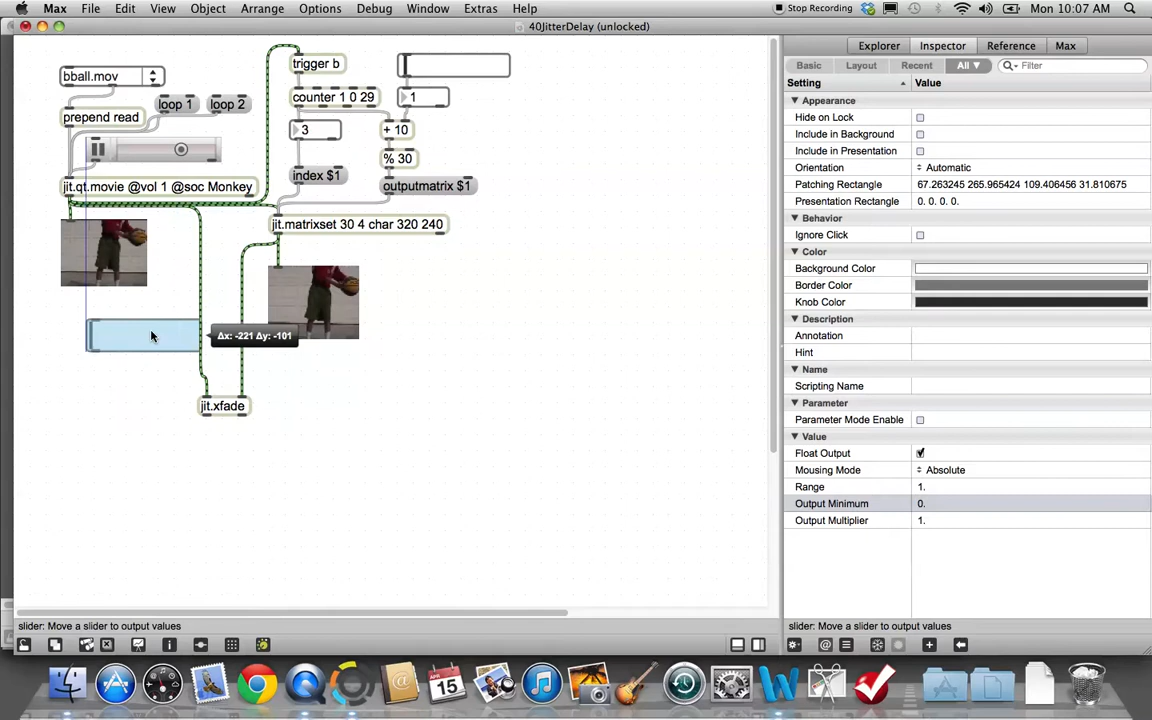 Max File Edit View Object Arrange Options Debug Window Extras Help
Stop Recording Mon 10:07 AM
40JitterDelay (unlocked)
bball.mov
loop 1 loop 2
prepend read
jit.qt.movie @vol 1 @soc Monkey
trigger b
counter 1 0 29
3
index $1
1
+ 10
% 30
outputmatrix $1
jit.matrixset 30 4 char 320 240
Δx: -221 Δy: -101
jit.xfade
Explorer Inspector Reference Max
Basic Layout Recent All
Filter
Setting Value
Appearance
Hide on Lock
Include in Background
Include in Presentation
Orientation Automatic
Patching Rectangle 67.263245 265.965424 109.406456 31.810675
Presentation Rectangle 0. 0. 0. 0.
Behavior
Ignore Click
Color
Background Color
Border Color
Knob Color
Description
Annotation
Hint
Name
Scripting Name
Parameter
Parameter Mode Enable
Value
Float Output
Mousing Mode Absolute
Range 1.
Output Minimum 0.
Output Multiplier 1.
slider: Move a slider to output values
slider: Move a slider to output values
APR
15